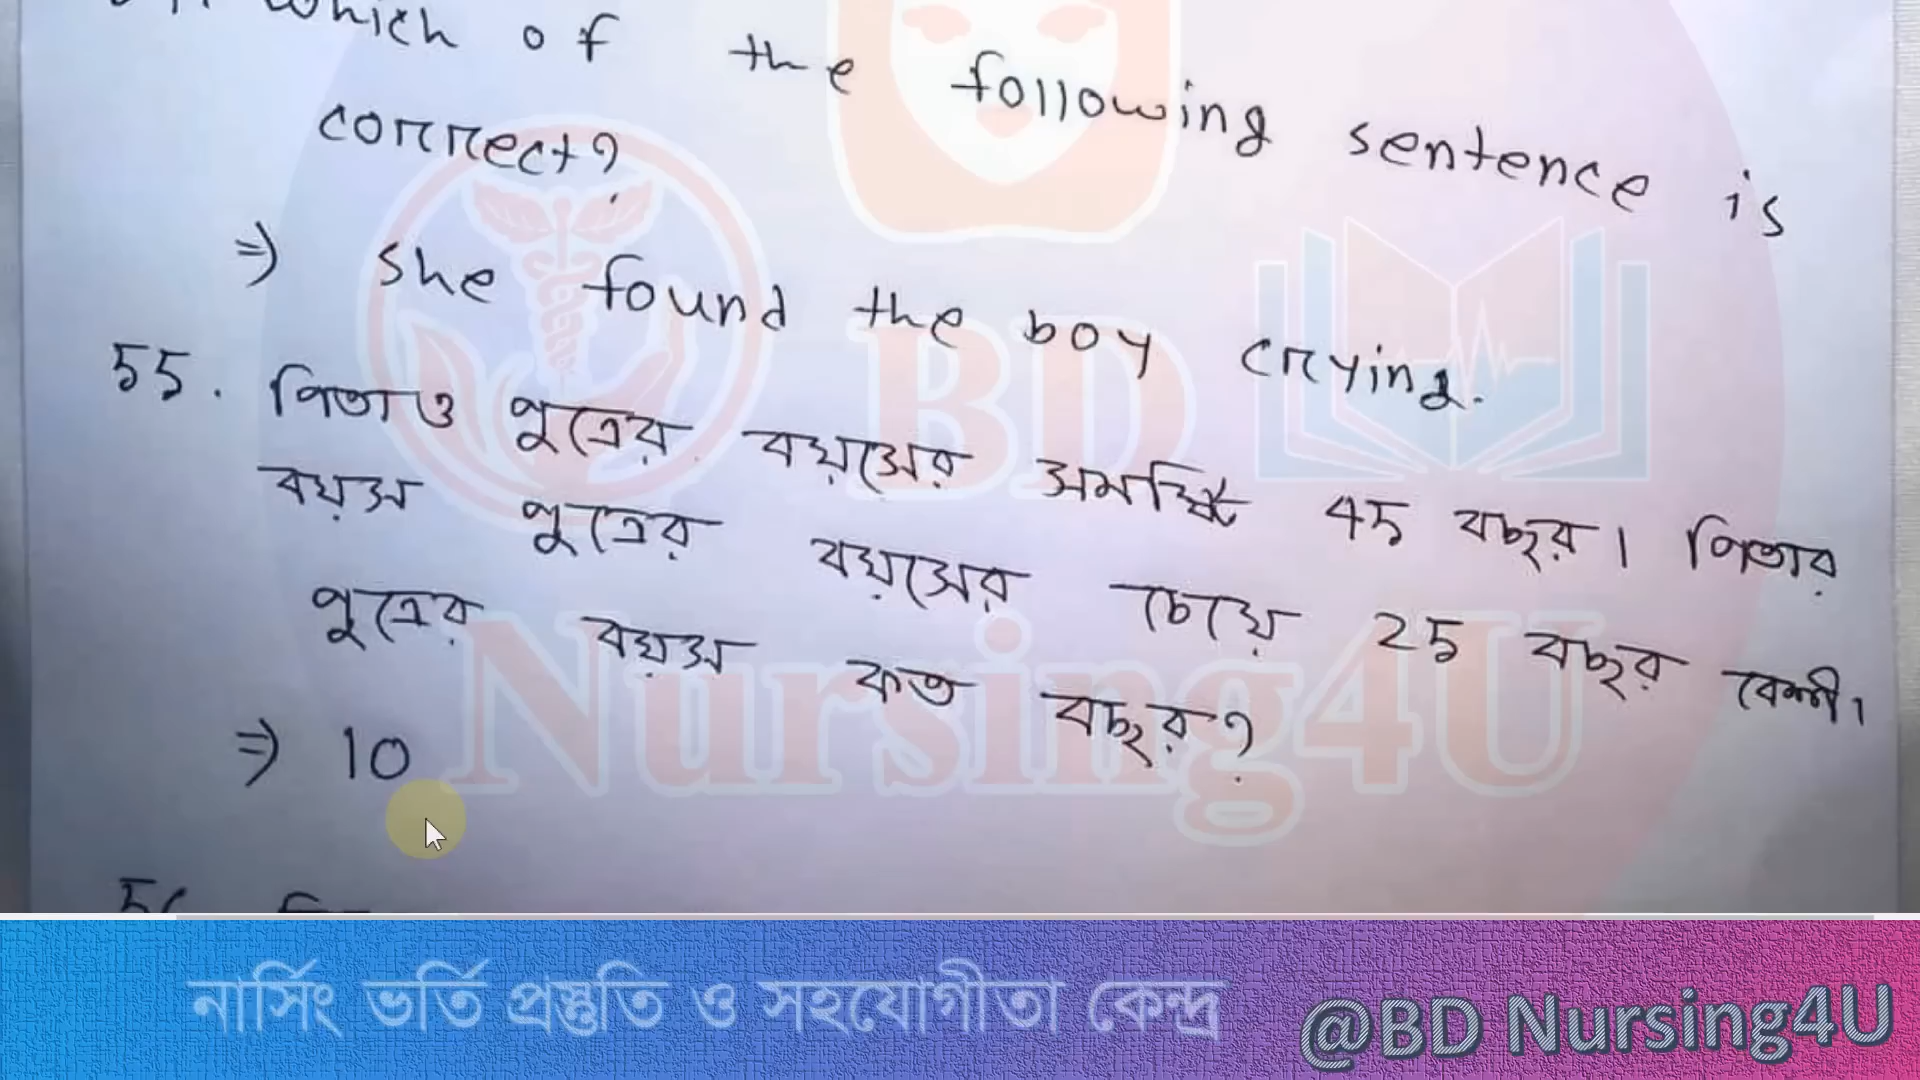 which of the following sentence is
correct?
=> she found the boy crying.
55. পিতা ও পুত্রের বয়সের সমষ্টি 45 বছর। পিতার
বয়স পুত্রের বয়সের চেয়ে 25 বছর বেশী।
পুত্রের বয়স কত বছর?
=> 10
BD
Nursing4U
নার্সিং ভর্তি প্রস্তুতি ও সহযোগীতা কেন্দ্র
@BD Nursing4U